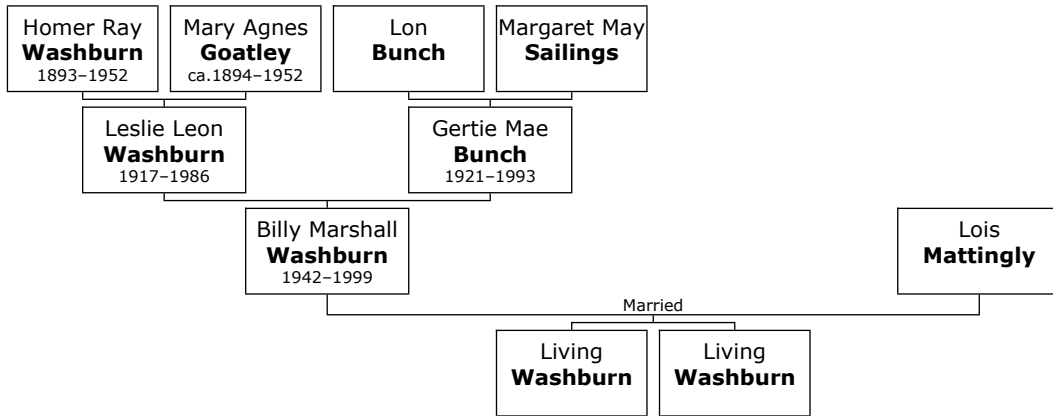 Homer Ray
Washburn
1893–1952
Mary Agnes
Goatley
ca.1894–1952
Lon
Bunch
Margaret May
Sailings
Leslie Leon
Washburn
1917–1986
Gertie Mae
Bunch
1921–1993
Billy Marshall
Washburn
1942–1999
Lois
Mattingly
Married
Living
Washburn
Living
Washburn